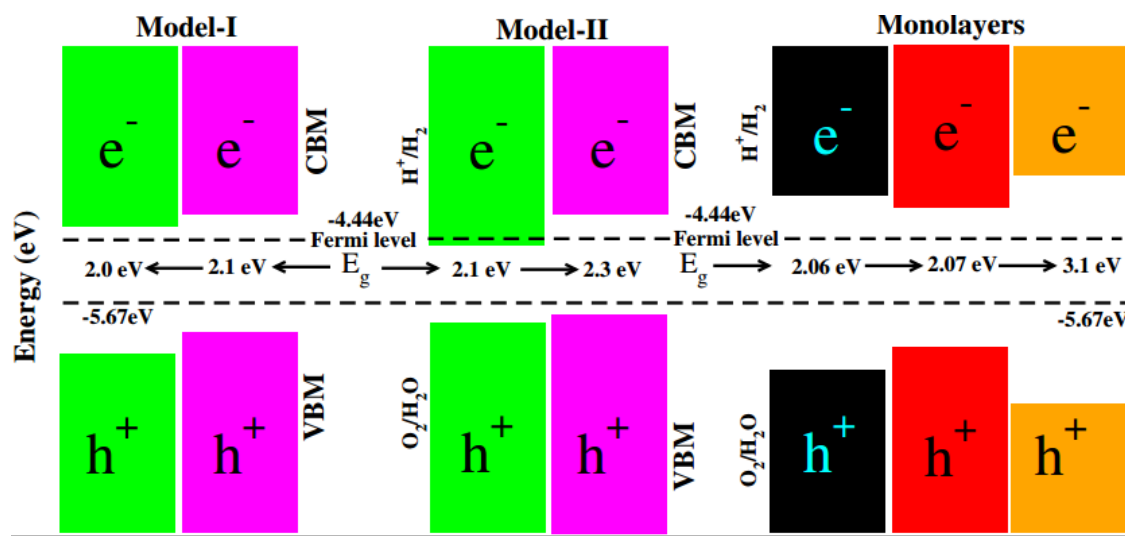 Model-I
Model-II
Monolayers
e-
e-
CBM
H+/H2
e-
e-
CBM
H+/H2
e-
e-
e-
Energy (eV)
-4.44eV
-4.44eV
Fermi level
Fermi level
2.0 eV
2.1 eV
Eg
2.1 eV
2.3 eV
Eg
2.06 eV
2.07 eV
3.1 eV
-5.67eV
-5.67eV
h+
h+
VBM
O2/H2O
h+
h+
VBM
O2/H2O
h+
h+
h+